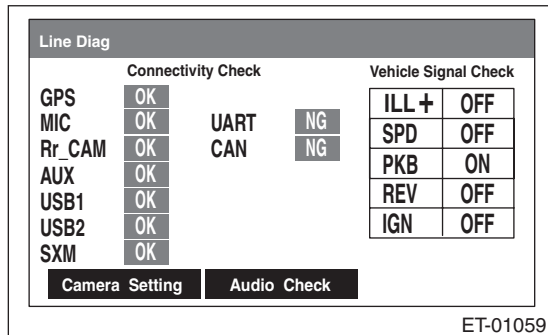 Line Diag
Connectivity Check
Vehicle Signal Check
GPS OK
MIC OK UART NG
Rr_CAM OK CAN NG
AUX OK
USB1 OK
USB2 OK
SXM OK
ILL+ OFF
SPD OFF
PKB ON
REV OFF
IGN OFF
Camera Setting Audio Check
ET-01059